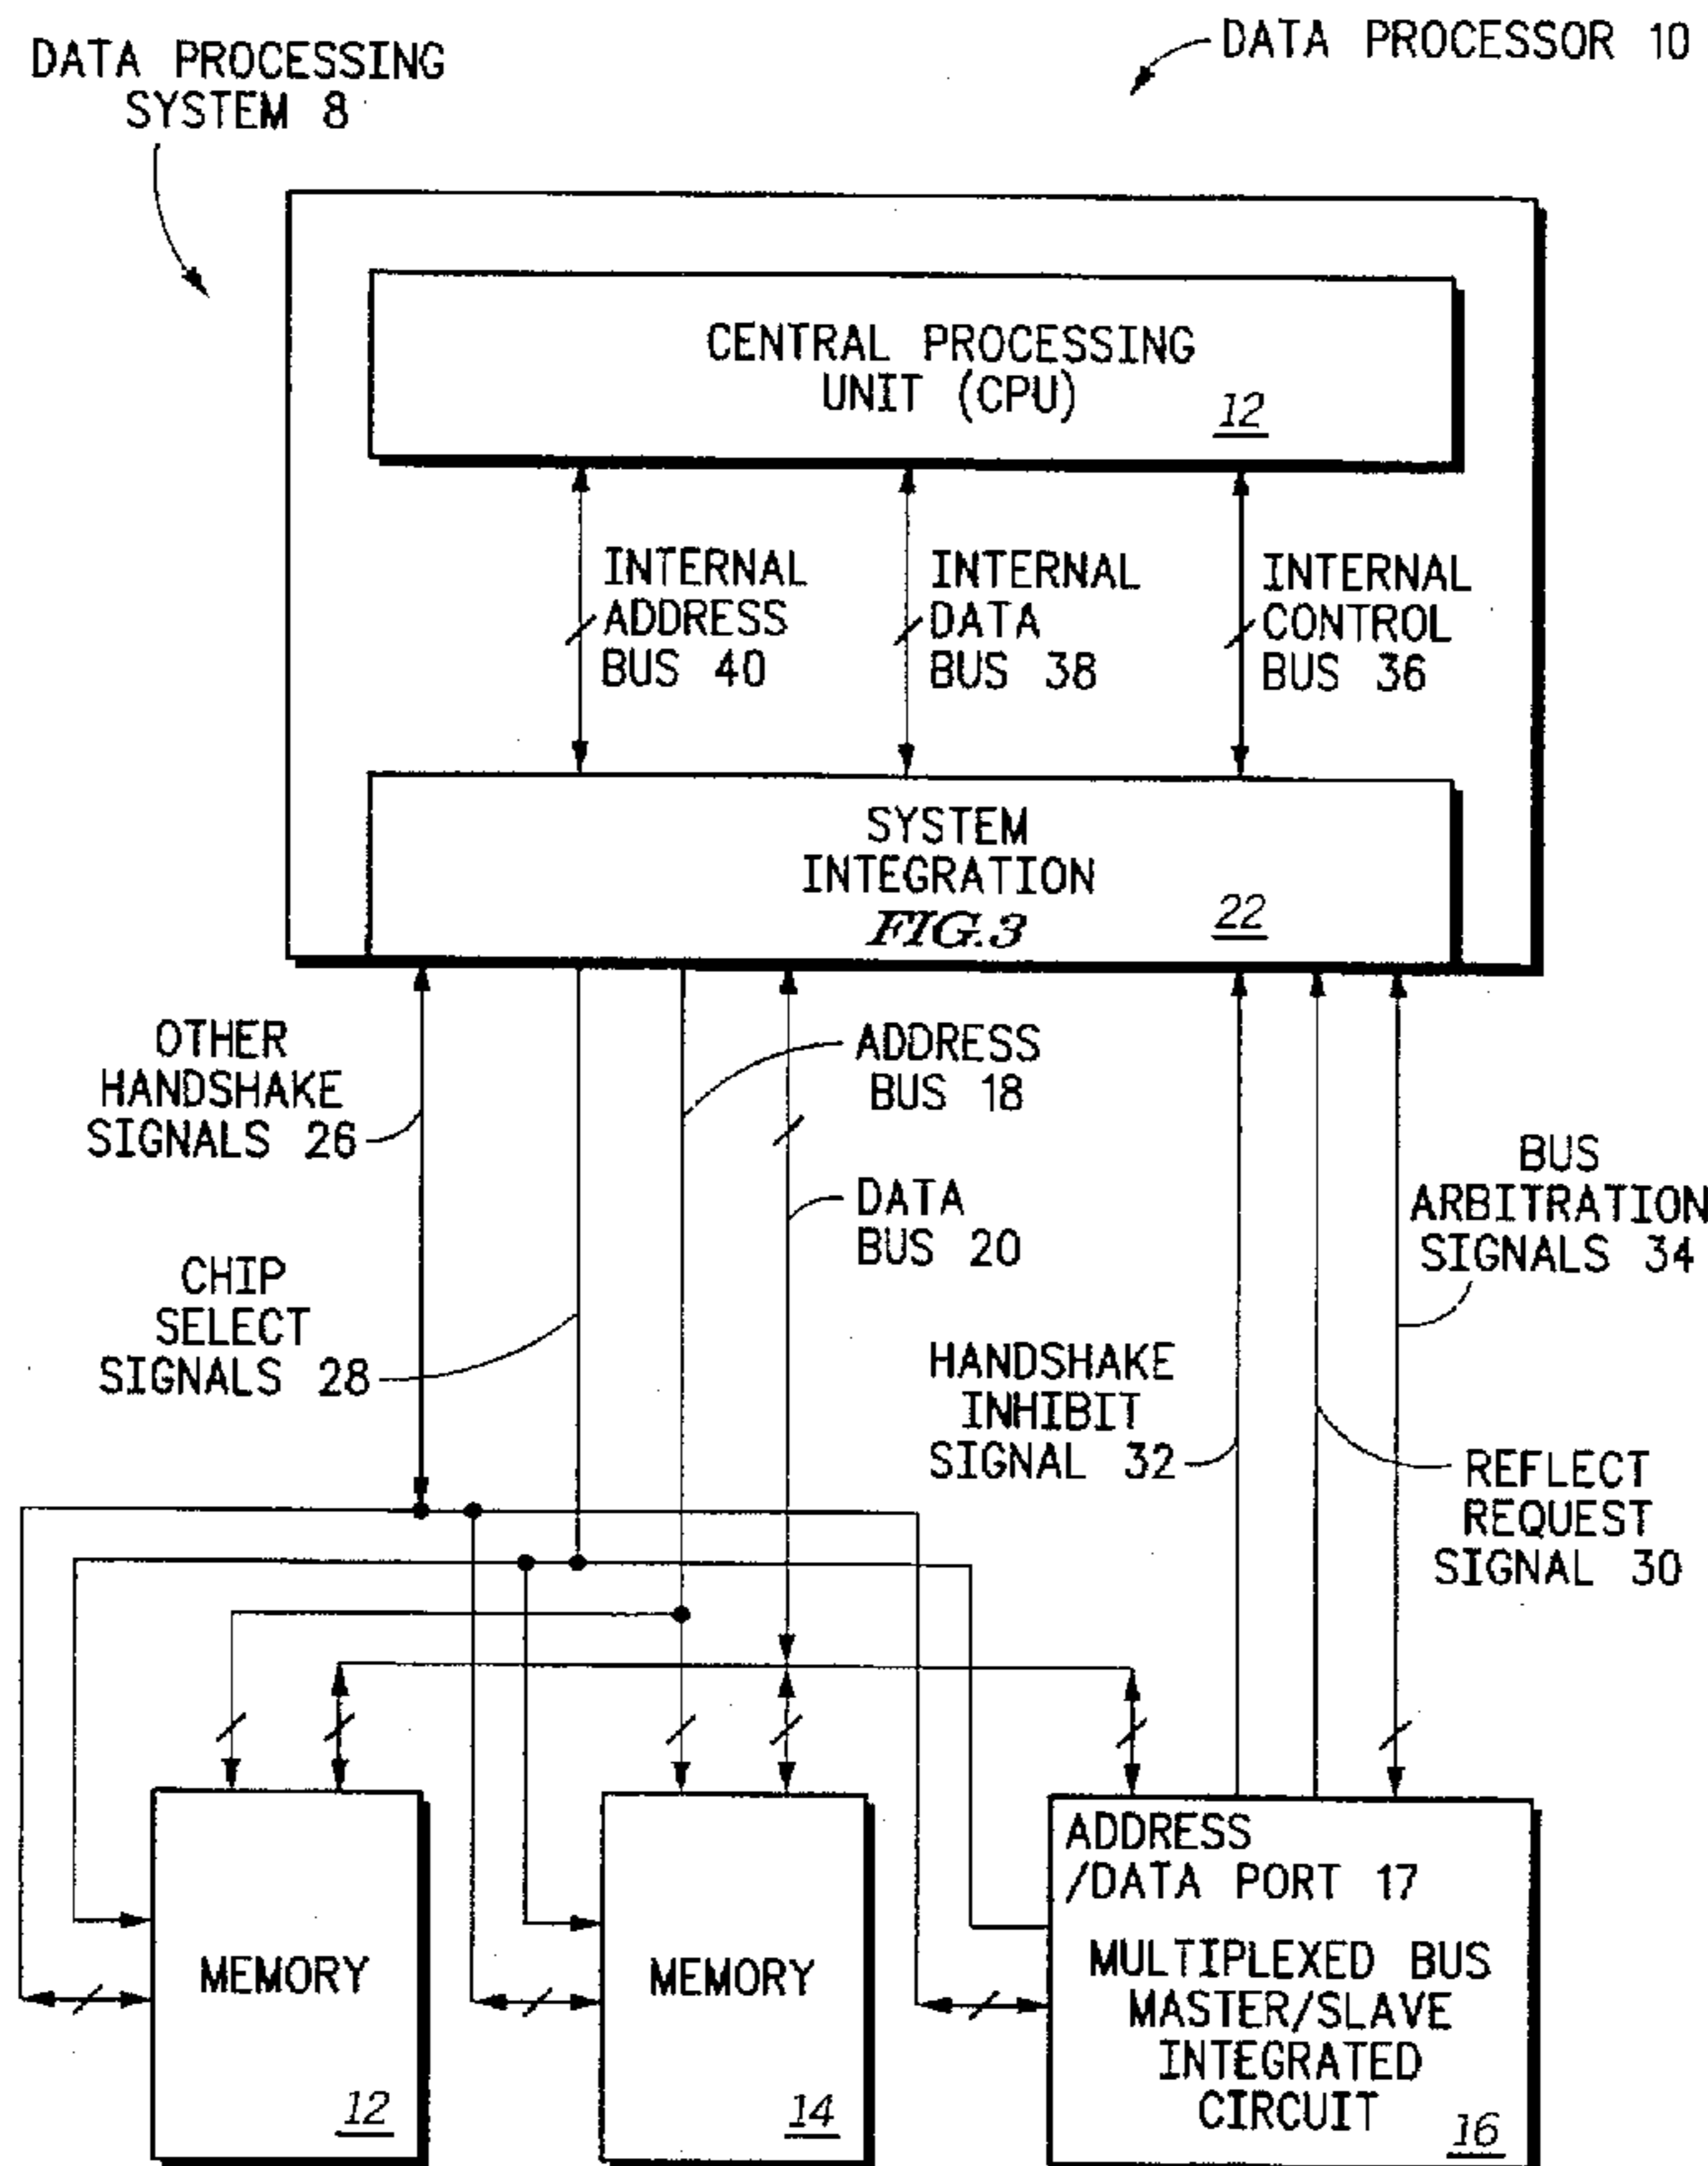 DATA PROCESSING
SYSTEM 8
DATA PROCESSOR 10
CENTRAL PROCESSING
UNIT (CPU)
12
INTERNAL
ADDRESS
BUS 40
INTERNAL
DATA
BUS 38
INTERNAL
CONTROL
BUS 36
SYSTEM
INTEGRATION
FIG.3
22
OTHER
HANDSHAKE
SIGNALS 26
ADDRESS
BUS 18
DATA
BUS 20
BUS
ARBITRATION
SIGNALS 34
CHIP
SELECT
SIGNALS 28
HANDSHAKE
INHIBIT
SIGNAL 32
REFLECT
REQUEST
SIGNAL 30
MEMORY
12
MEMORY
14
ADDRESS
/DATA PORT 17
MULTIPLEXED BUS
MASTER/SLAVE
INTEGRATED
CIRCUIT
16